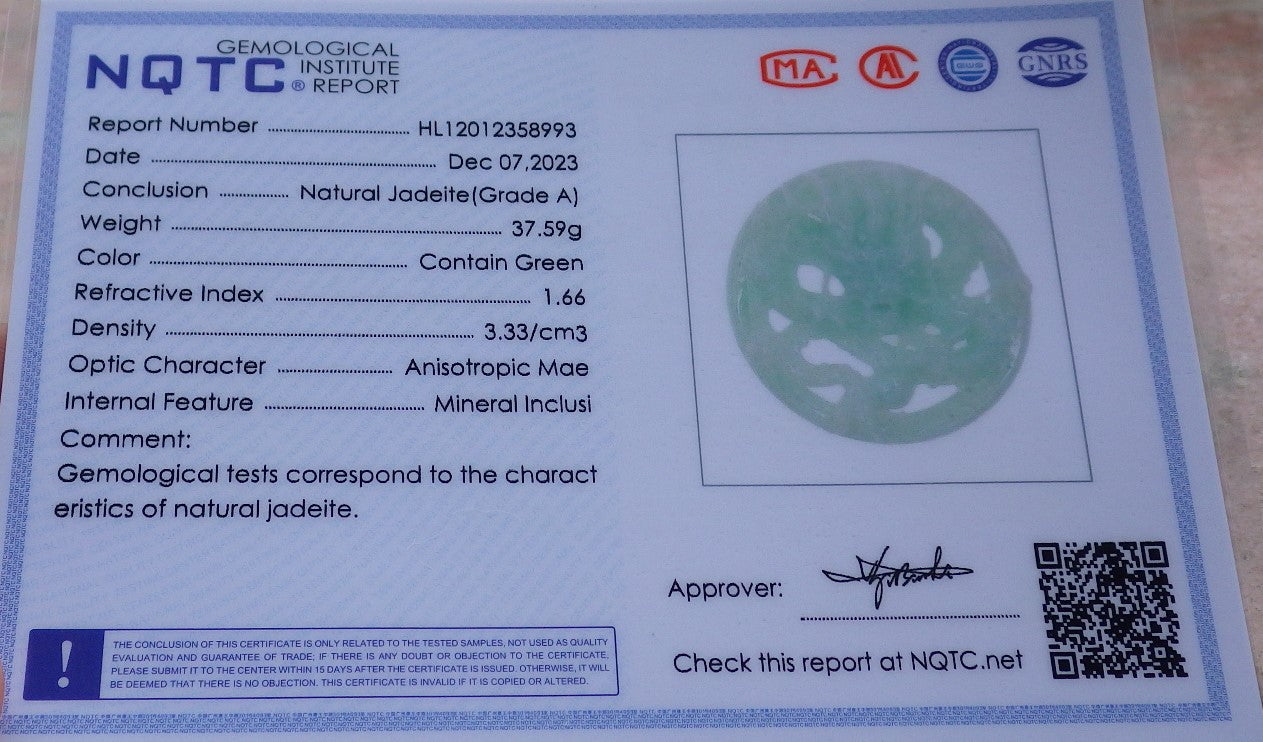 NQTC® GEMOLOGICAL
INSTITUTE
REPORT
MA
AL
GNRS
Report Number HL12012358993
Date Dec 07,2023
Conclusion Natural Jadeite(Grade A)
Weight 37.59g
Color Contain Green
Refractive Index 1.66
Density 3.33/cm3
Optic Character Anisotropic Mae
Internal Feature Mineral Inclusi
Comment:
Gemological tests correspond to the charact
eristics of natural jadeite.
Approver:
Check this report at NQTC.net
! THE CONCLUSION OF THIS CERTIFICATE IS ONLY RELATED TO THE TESTED SAMPLES, NOT USED AS QUALITY
EVALUATION AND GUARANTEE OF TRADE; IF THERE IS ANY DOUBT OR OBJECTION TO THE CERTIFICATE,
PLEASE SUBMIT IT TO THE CENTER WITHIN 15 DAYS AFTER THE CERTIFICATE IS ISSUED. OTHERWISE, IT WILL
BE DEEMED THAT THERE IS NO OBJECTION. THIS CERTIFICATE IS INVALID IF IT IS COPIED OR ALTERED.